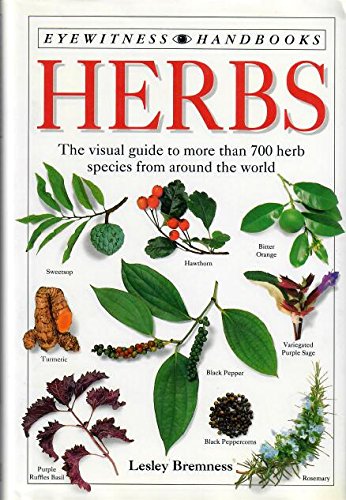 EYEWITNESS HANDBOOKS
HERBS
The visual guide to more than 700 herb
species from around the world
Sweetsop
Hawthorn
Bitter
Orange
Turmeric
Black Pepper
Variegated
Purple Sage
Purple
Ruffles Basil
Black Peppercorns
Rosemary
Lesley Bremness